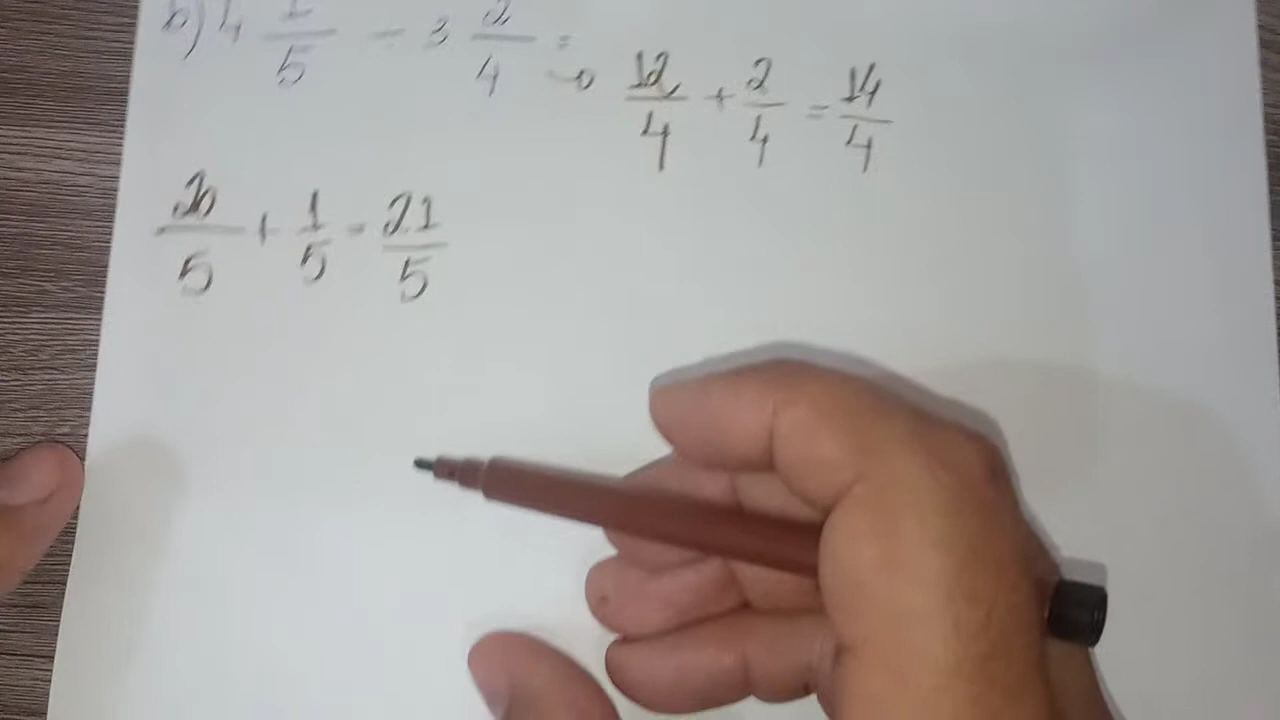 b) 4 1/5 - 3 2/4 =
→ 12/4 + 2/4 = 14/4
20/5 + 1/5 = 21/5